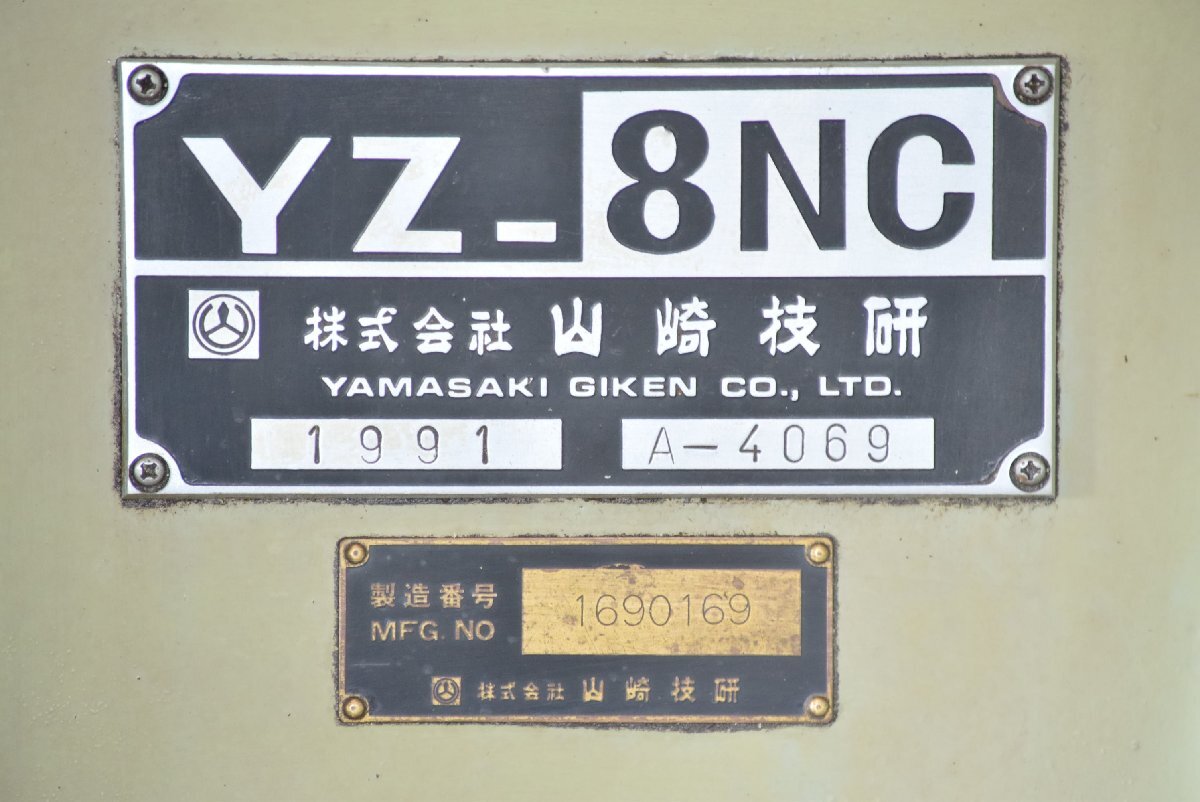 YZ-8NC
株式会社 山崎技研
YAMASAKI GIKEN CO., LTD.
1991 A-4069
製造番号 1690169
MFG. NO
株式会社 山崎技研